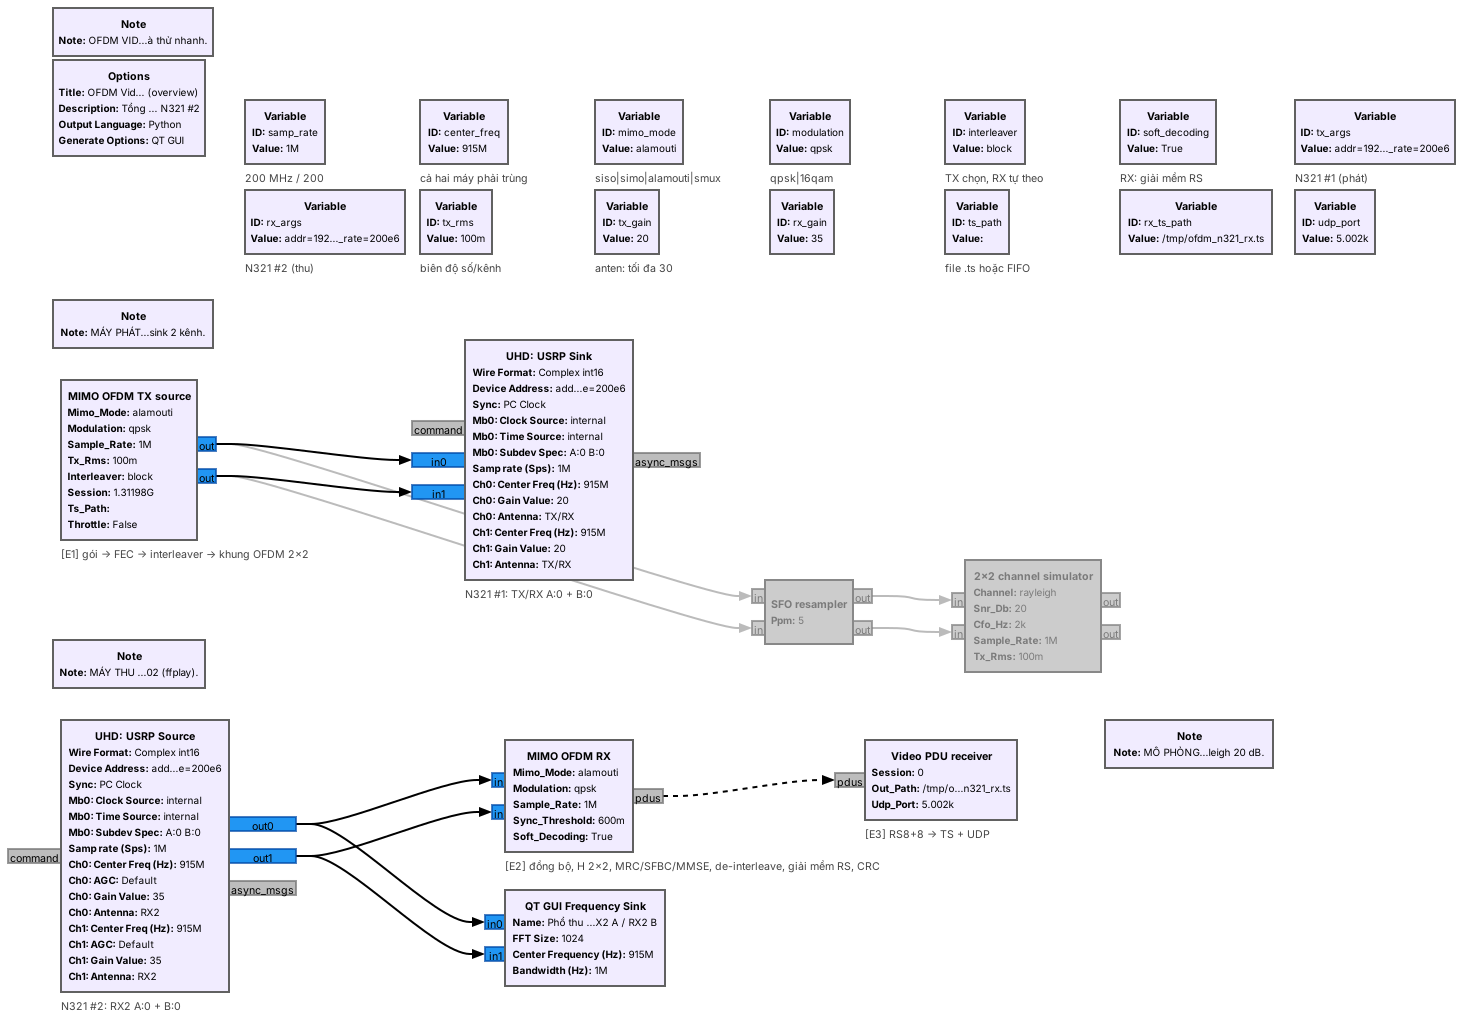 Note
Note: OFDM VID...à thử nhanh.
Options
Title: OFDM Vid... (overview)
Description: Tổng ... N321 #2
Output Language: Python
Generate Options: QT GUI
Variable
ID: samp_rate
Value: 1M
200 MHz / 200
Variable
ID: center_freq
Value: 915M
cả hai máy phải trùng
Variable
ID: mimo_mode
Value: alamouti
siso|simo|alamouti|smux
Variable
ID: modulation
Value: qpsk
qpsk|16qam
Variable
ID: interleaver
Value: block
TX chọn, RX tự theo
Variable
ID: soft_decoding
Value: True
RX: giải mềm RS
Variable
ID: tx_args
Value: addr=192..._rate=200e6
N321 #1 (phát)
Variable
ID: rx_args
Value: addr=192..._rate=200e6
N321 #2 (thu)
Variable
ID: tx_rms
Value: 100m
biên độ số/kênh
Variable
ID: tx_gain
Value: 20
anten: tối đa 30
Variable
ID: rx_gain
Value: 35
Variable
ID: ts_path
Value:
file .ts hoặc FIFO
Variable
ID: rx_ts_path
Value: /tmp/ofdm_n321_rx.ts
Variable
ID: udp_port
Value: 5.002k
Note
Note: MÁY PHÁT...sink 2 kênh.
MIMO OFDM TX source
Mimo_Mode: alamouti
Modulation: qpsk
Sample_Rate: 1M
Tx_Rms: 100m
Interleaver: block
Session: 1.31198G
Ts_Path:
Throttle: False
out
out
[E1] gói → FEC → interleaver → khung OFDM 2×2
UHD: USRP Sink
Wire Format: Complex int16
Device Address: add...e=200e6
Sync: PC Clock
Mb0: Clock Source: internal
Mb0: Time Source: internal
Mb0: Subdev Spec: A:0 B:0
Samp rate (Sps): 1M
Ch0: Center Freq (Hz): 915M
Ch0: Gain Value: 20
Ch0: Antenna: TX/RX
Ch1: Center Freq (Hz): 915M
Ch1: Gain Value: 20
Ch1: Antenna: TX/RX
command
in0
in1
async_msgs
N321 #1: TX/RX A:0 + B:0
SFO resampler
Ppm: 5
in
in
out
out
2×2 channel simulator
Channel: rayleigh
Snr_Db: 20
Cfo_Hz: 2k
Sample_Rate: 1M
Tx_Rms: 100m
in
in
out
out
Note
Note: MÁY THU ...02 (ffplay).
UHD: USRP Source
Wire Format: Complex int16
Device Address: add...e=200e6
Sync: PC Clock
Mb0: Clock Source: internal
Mb0: Time Source: internal
Mb0: Subdev Spec: A:0 B:0
Samp rate (Sps): 1M
Ch0: Center Freq (Hz): 915M
Ch0: AGC: Default
Ch0: Gain Value: 35
Ch0: Antenna: RX2
Ch1: Center Freq (Hz): 915M
Ch1: AGC: Default
Ch1: Gain Value: 35
Ch1: Antenna: RX2
command
out0
out1
async_msgs
N321 #2: RX2 A:0 + B:0
MIMO OFDM RX
Mimo_Mode: alamouti
Modulation: qpsk
Sample_Rate: 1M
Sync_Threshold: 600m
Soft_Decoding: True
in
in
pdus
[E2] đồng bộ, H 2×2, MRC/SFBC/MMSE, de-interleave, giải mềm RS, CRC
QT GUI Frequency Sink
Name: Phổ thu ...X2 A / RX2 B
FFT Size: 1024
Center Frequency (Hz): 915M
Bandwidth (Hz): 1M
in0
in1
Video PDU receiver
Session: 0
Out_Path: /tmp/o...n321_rx.ts
Udp_Port: 5.002k
pdus
[E3] RS8+8 → TS + UDP
Note
Note: MÔ PHỎNG...leigh 20 dB.